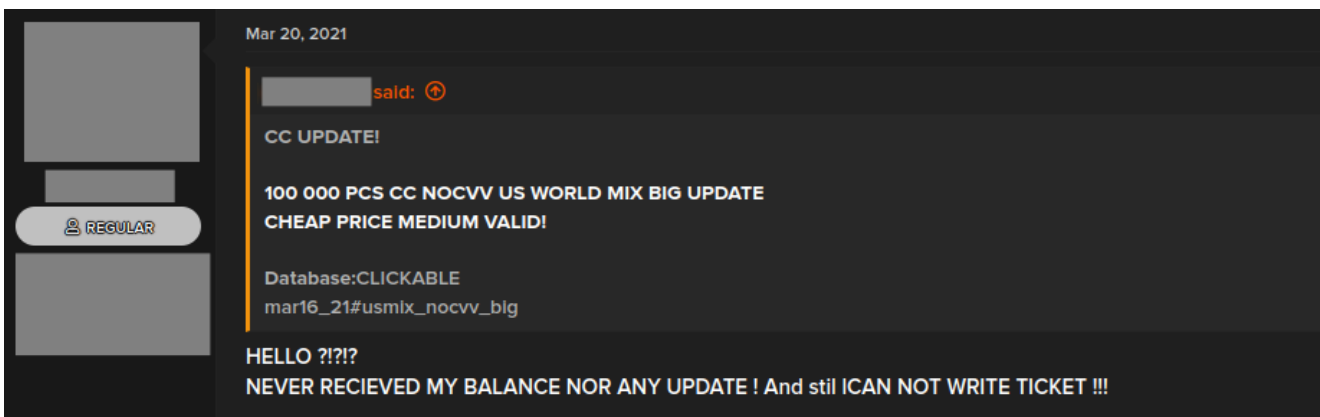 Mar 20, 2021
said:
CC UPDATE!
100 000 PCS CC NOCVV US WORLD MIX BIG UPDATE
CHEAP PRICE MEDIUM VALID!
Database:CLICKABLE
mar16_21#usmix_nocvv_big
REGULAR
HELLO ?!?!?
NEVER RECIEVED MY BALANCE NOR ANY UPDATE ! And stil ICAN NOT WRITE TICKET !!!